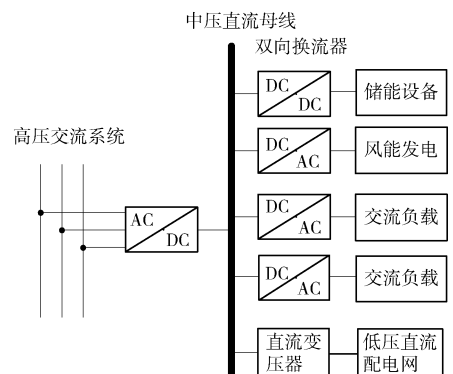 中压直流母线
双向换流器
DC
DC
储能设备
高压交流系统
DC
AC
风能发电
AC
DC
DC
AC
交流负载
DC
AC
交流负载
直流变
压器
低压直流
配电网